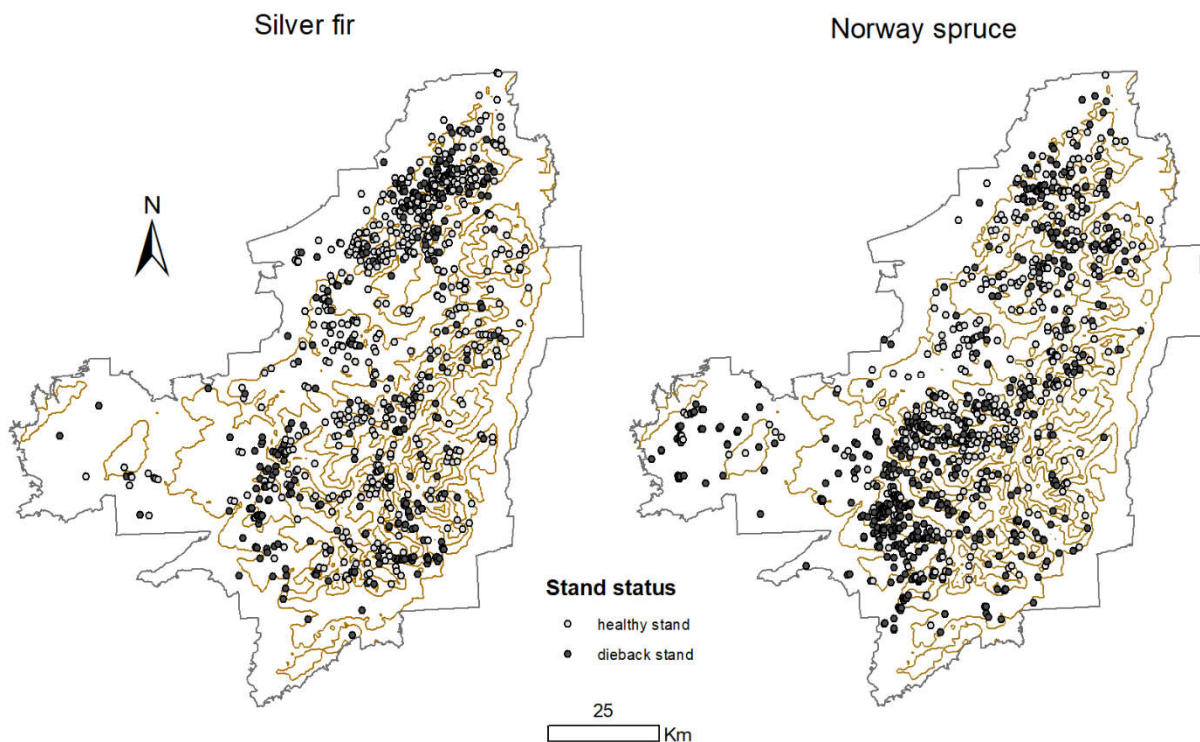 Silver fir
Norway spruce
N
Stand status
healthy stand
dieback stand
25
Km